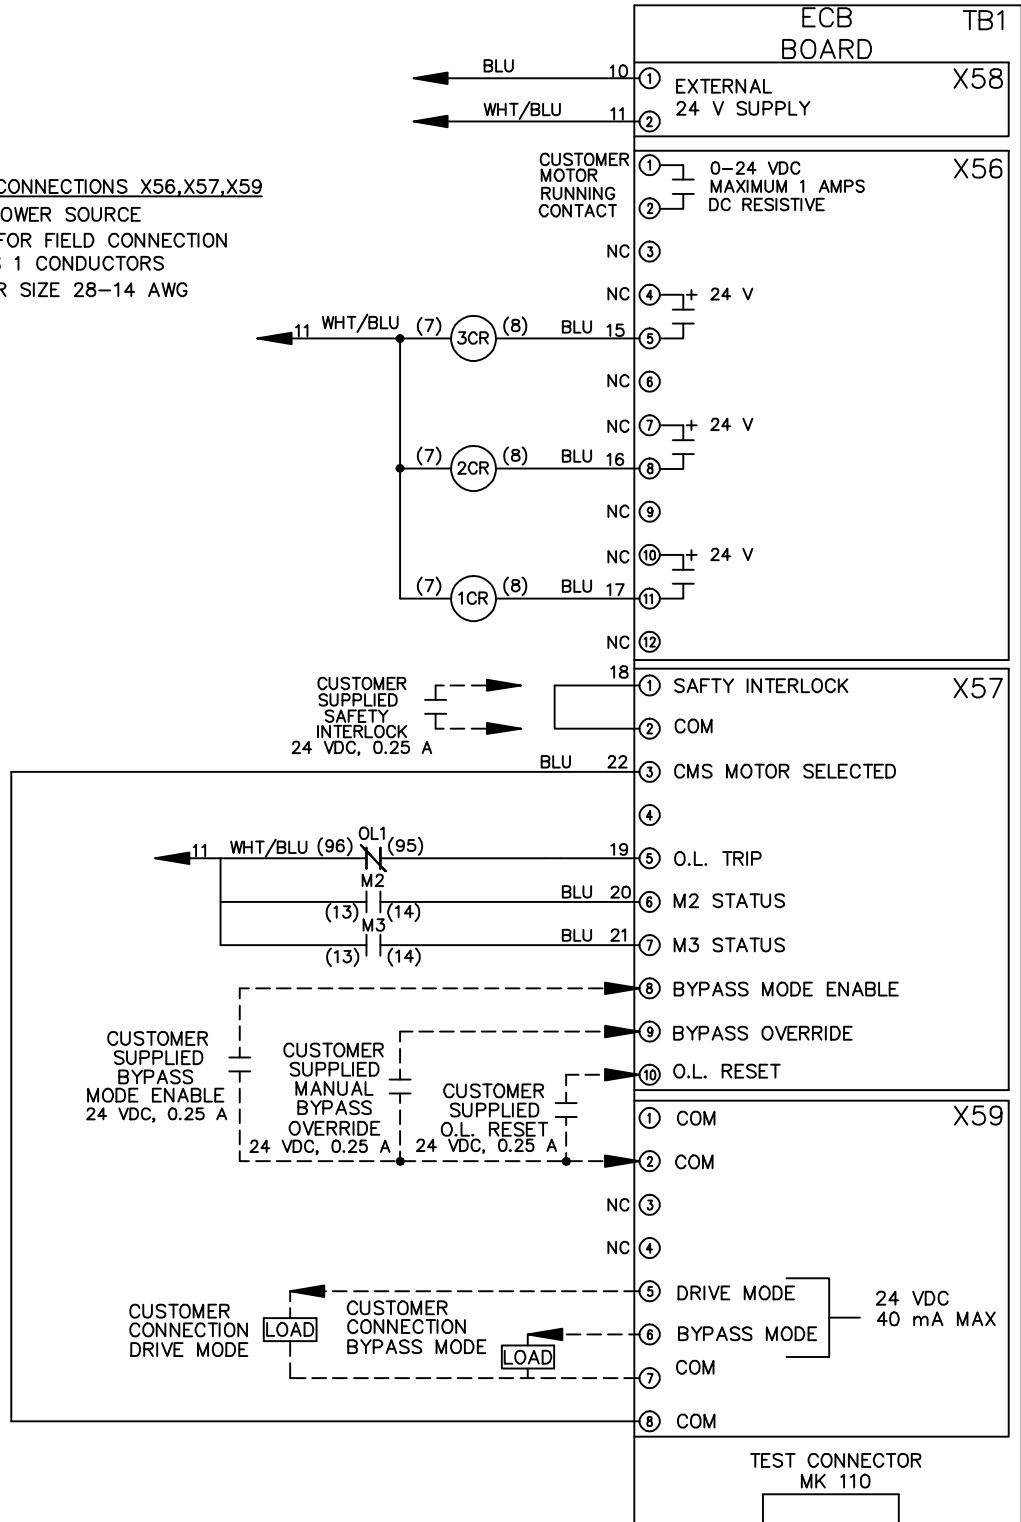 ECB
BOARD
TB1
X58
BLU 10 1 EXTERNAL
24 V SUPPLY
WHT/BLU 11 2
CONNECTIONS X56,X57,X59
OWER SOURCE
FOR FIELD CONNECTION
S 1 CONDUCTORS
R SIZE 28-14 AWG
X56
CUSTOMER
MOTOR
RUNNING
CONTACT
1
2
0-24 VDC
MAXIMUM 1 AMPS
DC RESISTIVE
NC 3
NC 4 + 24 V
11 WHT/BLU (7) 3CR (8) BLU 15 5
NC 6
NC 7 + 24 V
(7) 2CR (8) BLU 16 8
NC 9
NC 10 + 24 V
(7) 1CR (8) BLU 17 11
NC 12
X57
CUSTOMER
SUPPLIED
SAFETY
INTERLOCK
24 VDC, 0.25 A
18 1 SAFTY INTERLOCK
2 COM
BLU 22 3 CMS MOTOR SELECTED
4
11 WHT/BLU (96) OL1 (95) 19 5 O.L. TRIP
M2
(13) (14) BLU 20 6 M2 STATUS
M3
(13) (14) BLU 21 7 M3 STATUS
8 BYPASS MODE ENABLE
9 BYPASS OVERRIDE
10 O.L. RESET
CUSTOMER
SUPPLIED
BYPASS
MODE ENABLE
24 VDC, 0.25 A
CUSTOMER
SUPPLIED
MANUAL
BYPASS
OVERRIDE
24 VDC, 0.25 A
CUSTOMER
SUPPLIED
O.L. RESET
24 VDC, 0.25 A
X59
1 COM
2 COM
NC 3
NC 4
5 DRIVE MODE
6 BYPASS MODE
7 COM
8 COM
24 VDC
40 mA MAX
CUSTOMER
CONNECTION
DRIVE MODE
LOAD
CUSTOMER
CONNECTION
BYPASS MODE
LOAD
TEST CONNECTOR
MK 110